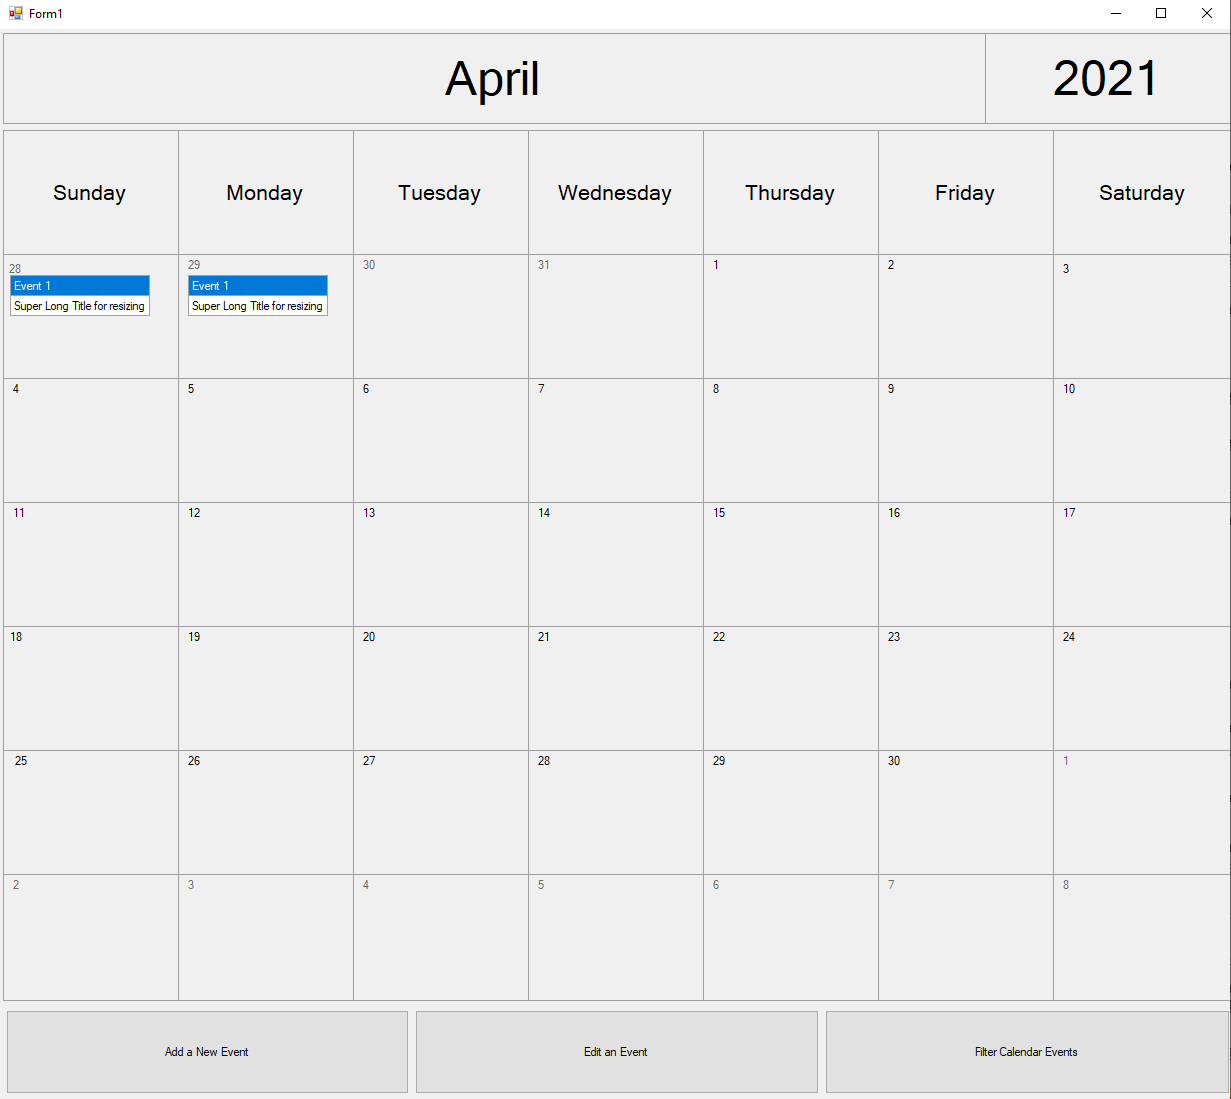 Form1
April 2021
Sunday Monday Tuesday Wednesday Thursday Friday Saturday
28 29 30 31 1 2 3
Event 1 Event 1
Super Long Title for resizing Super Long Title for resizing
4 5 6 7 8 9 10
11 12 13 14 15 16 17
18 19 20 21 22 23 24
25 26 27 28 29 30 1
2 3 4 5 6 7 8
Add a New Event Edit an Event Filter Calendar Events